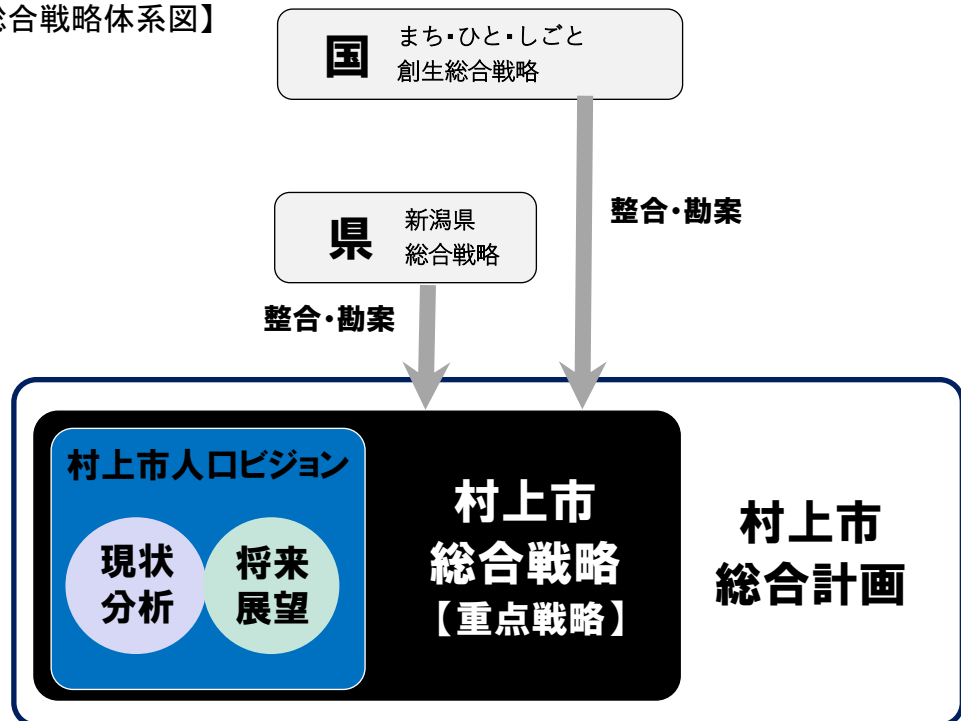 総合戦略体系図】
国
まち・ひと・しごと
創生総合戦略
県
新潟県
総合戦略
整合・勘案
整合・勘案
村上市人口ビジョン
現状
分析
将来
展望
村上市
総合戦略
【重点戦略】
村上市
総合計画